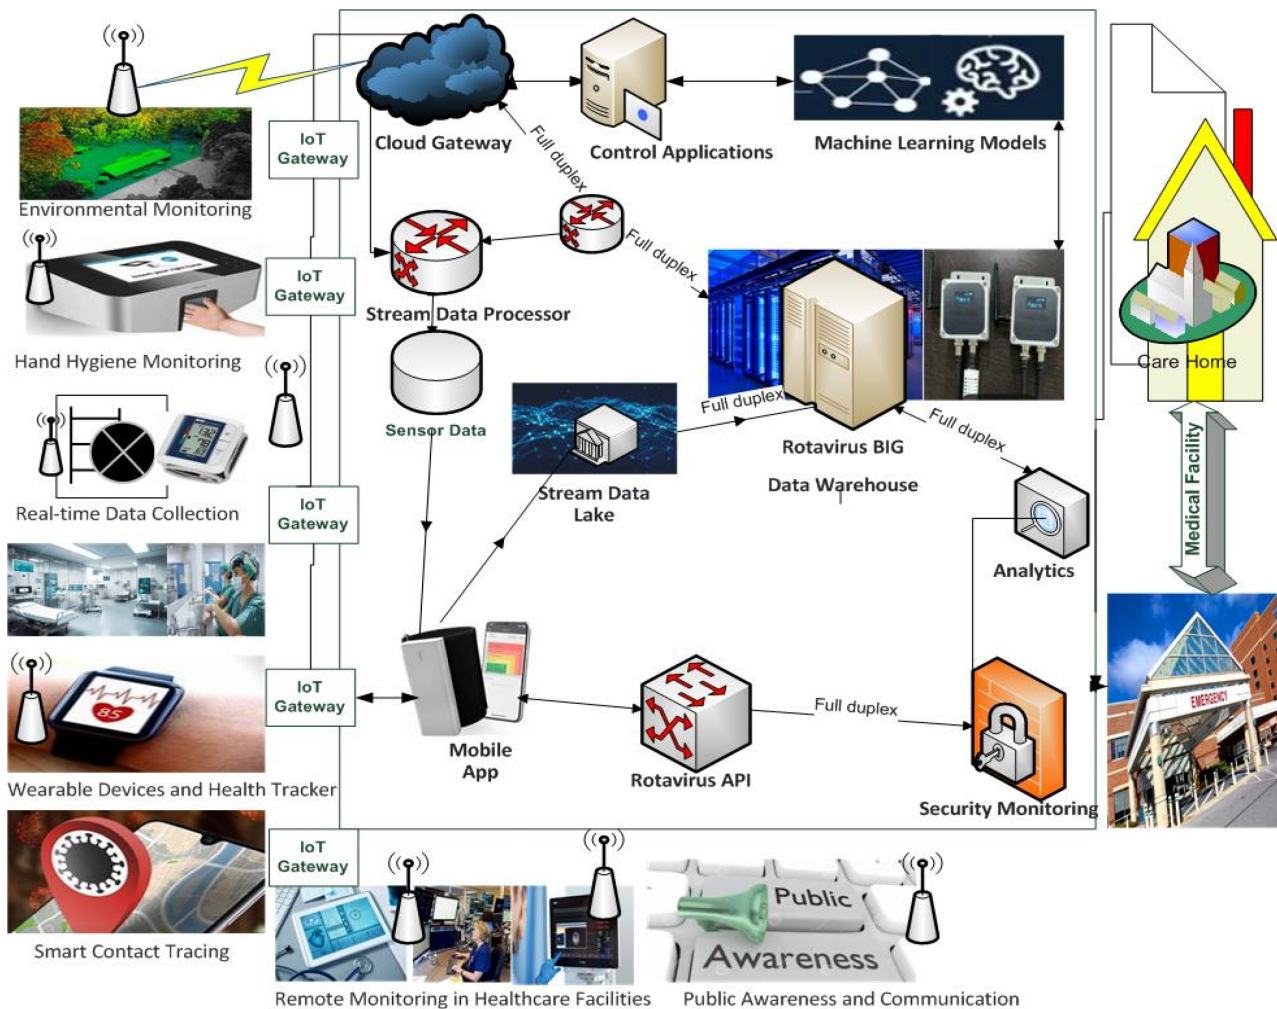 IoT
Gateway
Cloud Gateway
Full duplex
Control Applications
Machine Learning Models
Environmental Monitoring
IoT
Gateway
Full duplex
Stream Data Processor
Hand Hygiene Monitoring
Care Home
Full duplex
Sensor Data
Rotavirus BIG
Data Warehouse
Full duplex
Stream Data
Lake
Real-time Data Collection
IoT
Gateway
Analytics
Medical Facility
IoT
Gateway
85
EMERGENCY
Mobile
App
Rotavirus API
Full duplex
Security Monitoring
Wearable Devices and Health Tracker
IoT
Gateway
Public
Awareness
Smart Contact Tracing
Remote Monitoring in Healthcare Facilities
Public Awareness and Communication